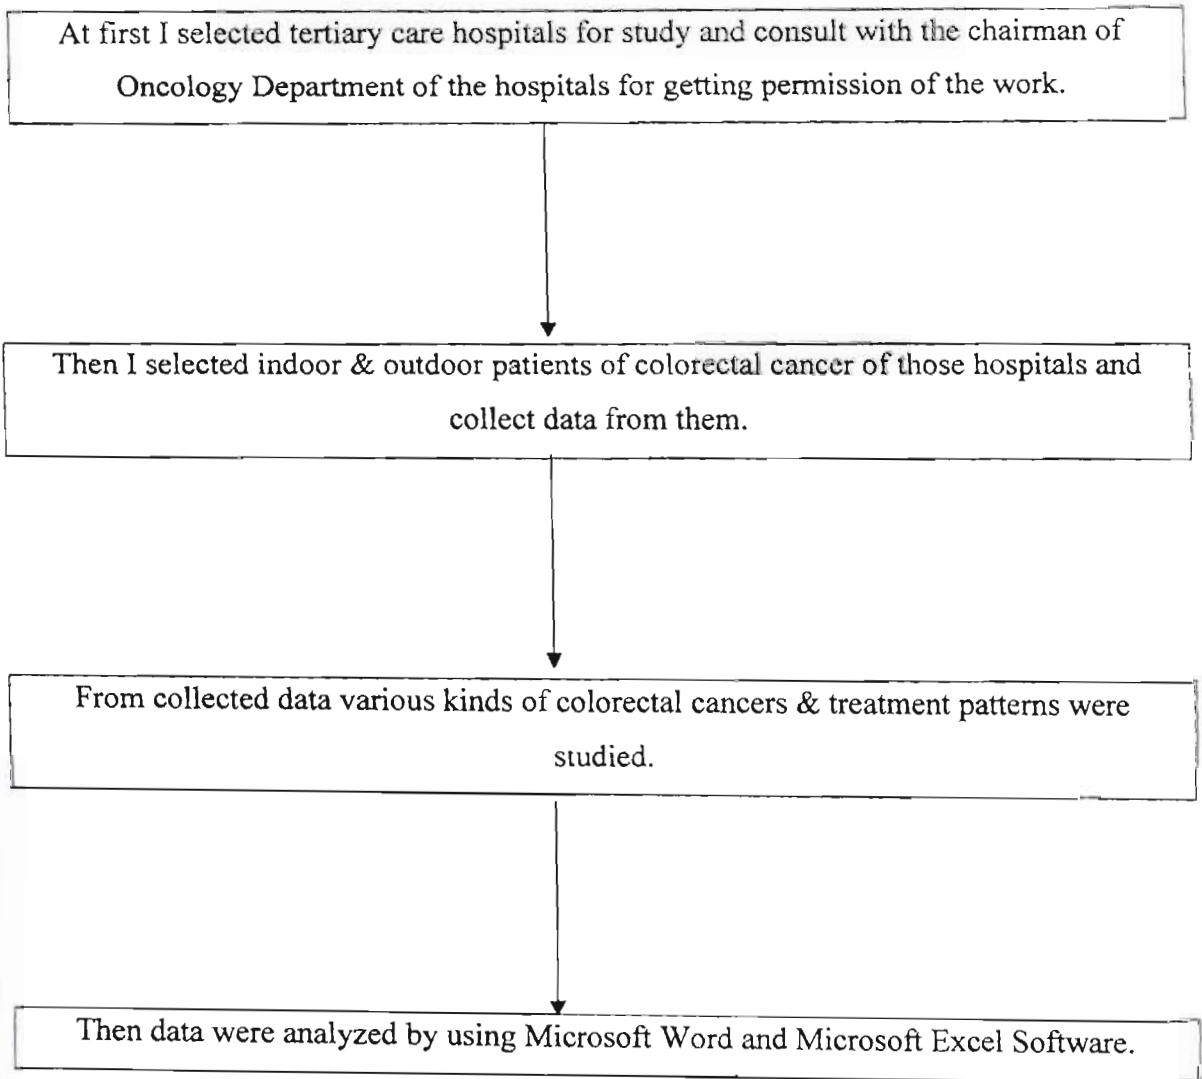 At first I selected tertiary care hospitals for study and consult with the chairman of
Oncology Department of the hospitals for getting permission of the work.
Then I selected indoor & outdoor patients of colorectal cancer of those hospitals and
collect data from them.
From collected data various kinds of colorectal cancers & treatment patterns were
studied.
Then data were analyzed by using Microsoft Word and Microsoft Excel Software.